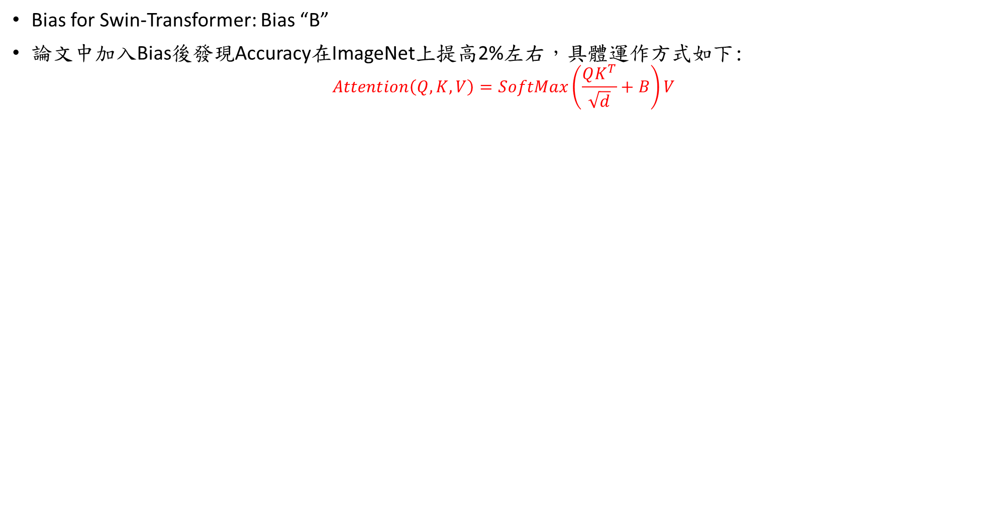 • Bias for Swin-Transformer: Bias “B”
• 論文中加入Bias後發現Accuracy在ImageNet上提高2%左右，具體運作方式如下:
Attention(Q, K, V) = SoftMax(QK^T/√d + B)V